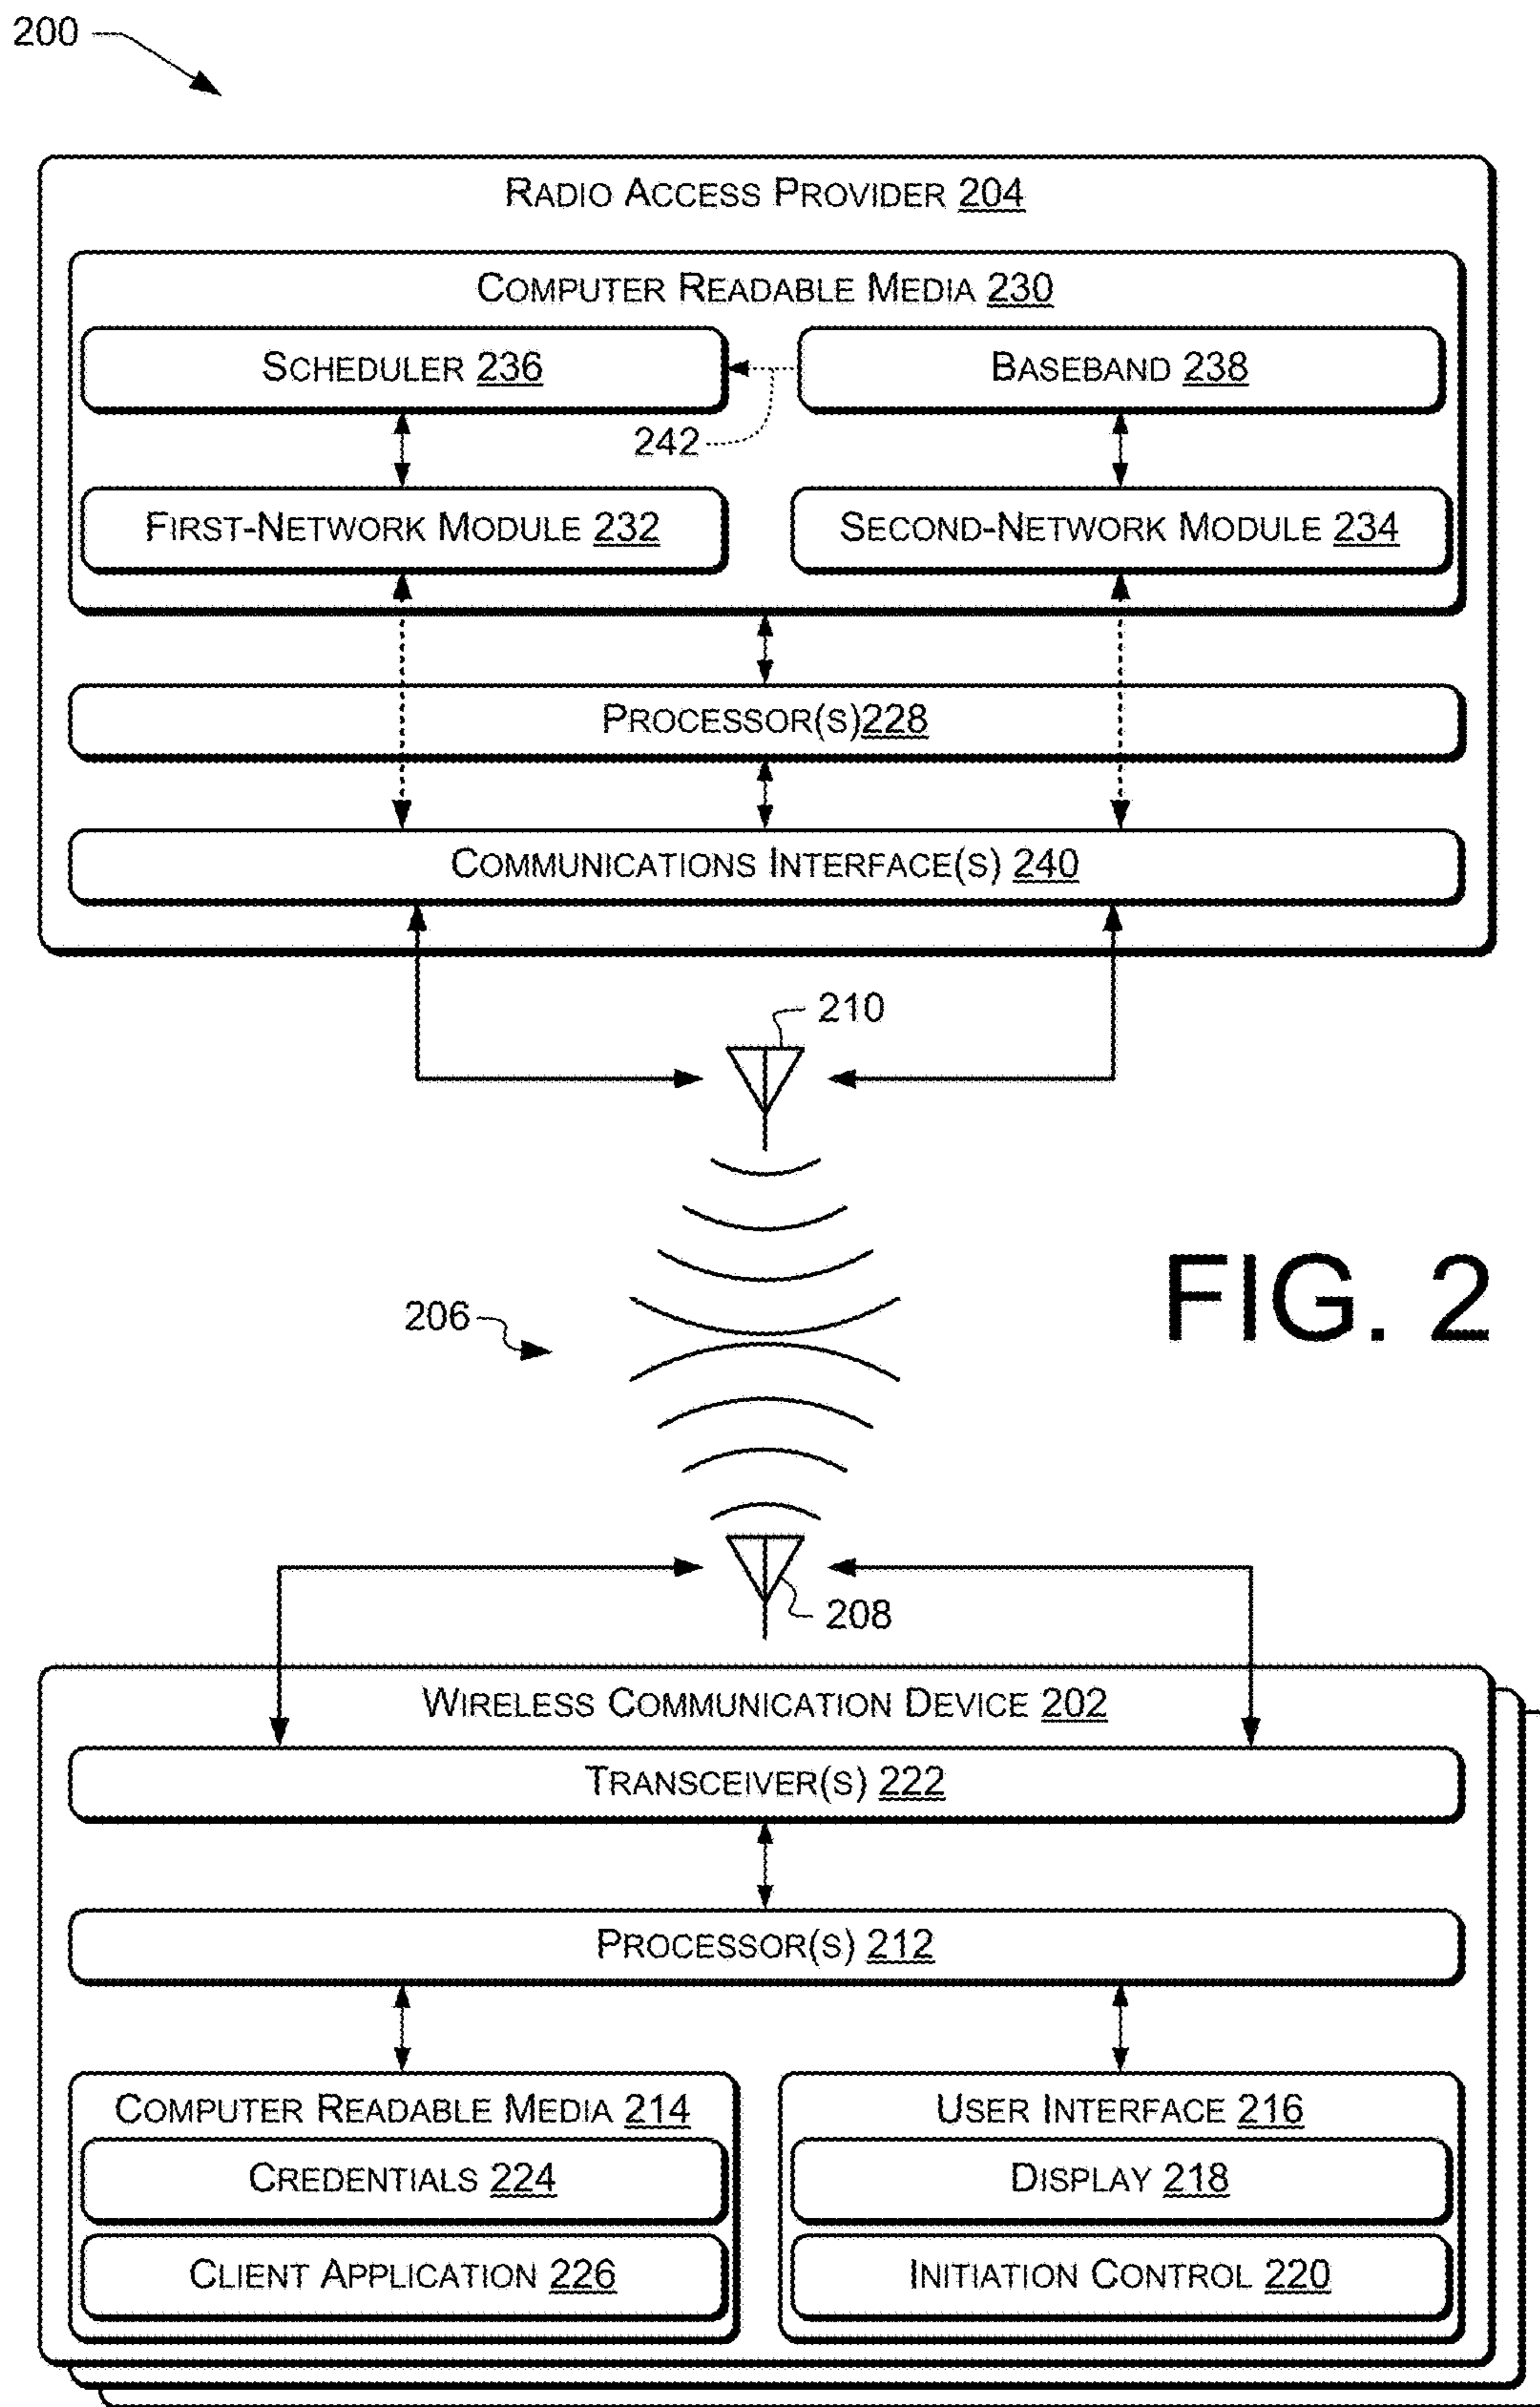 200
RADIO ACCESS PROVIDER 204
COMPUTER READABLE MEDIA 230
SCHEDULER 236
BASEBAND 238
242
FIRST-NETWORK MODULE 232
SECOND-NETWORK MODULE 234
PROCESSOR(S)228
COMMUNICATIONS INTERFACE(S) 240
210
FIG. 2
206
208
WIRELESS COMMUNICATION DEVICE 202
TRANSCEIVER(S) 222
PROCESSOR(S) 212
COMPUTER READABLE MEDIA 214
CREDENTIALS 224
CLIENT APPLICATION 226
USER INTERFACE 216
DISPLAY 218
INITIATION CONTROL 220